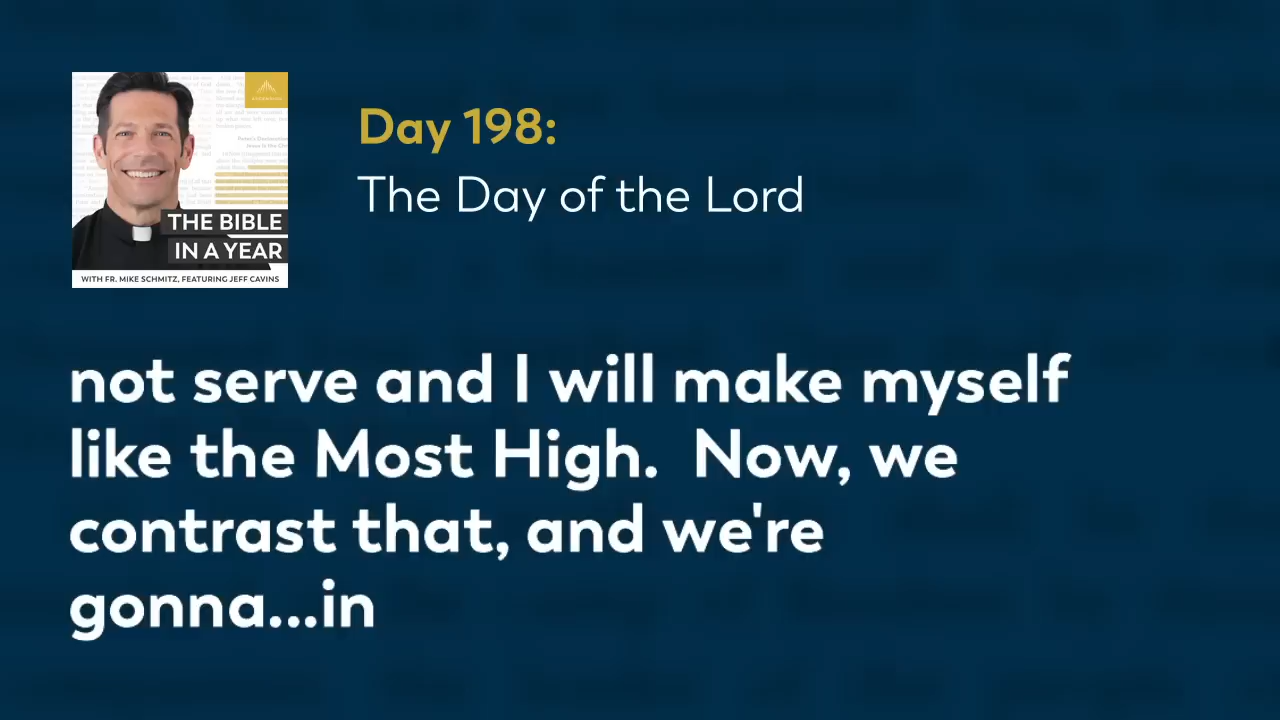 Day 198:
The Day of the Lord
THE BIBLE
IN A YEAR
WITH FR. MIKE SCHMITZ, FEATURING JEFF CAVINS
not serve and I will make myself
like the Most High.  Now, we
contrast that, and we're
gonna...in